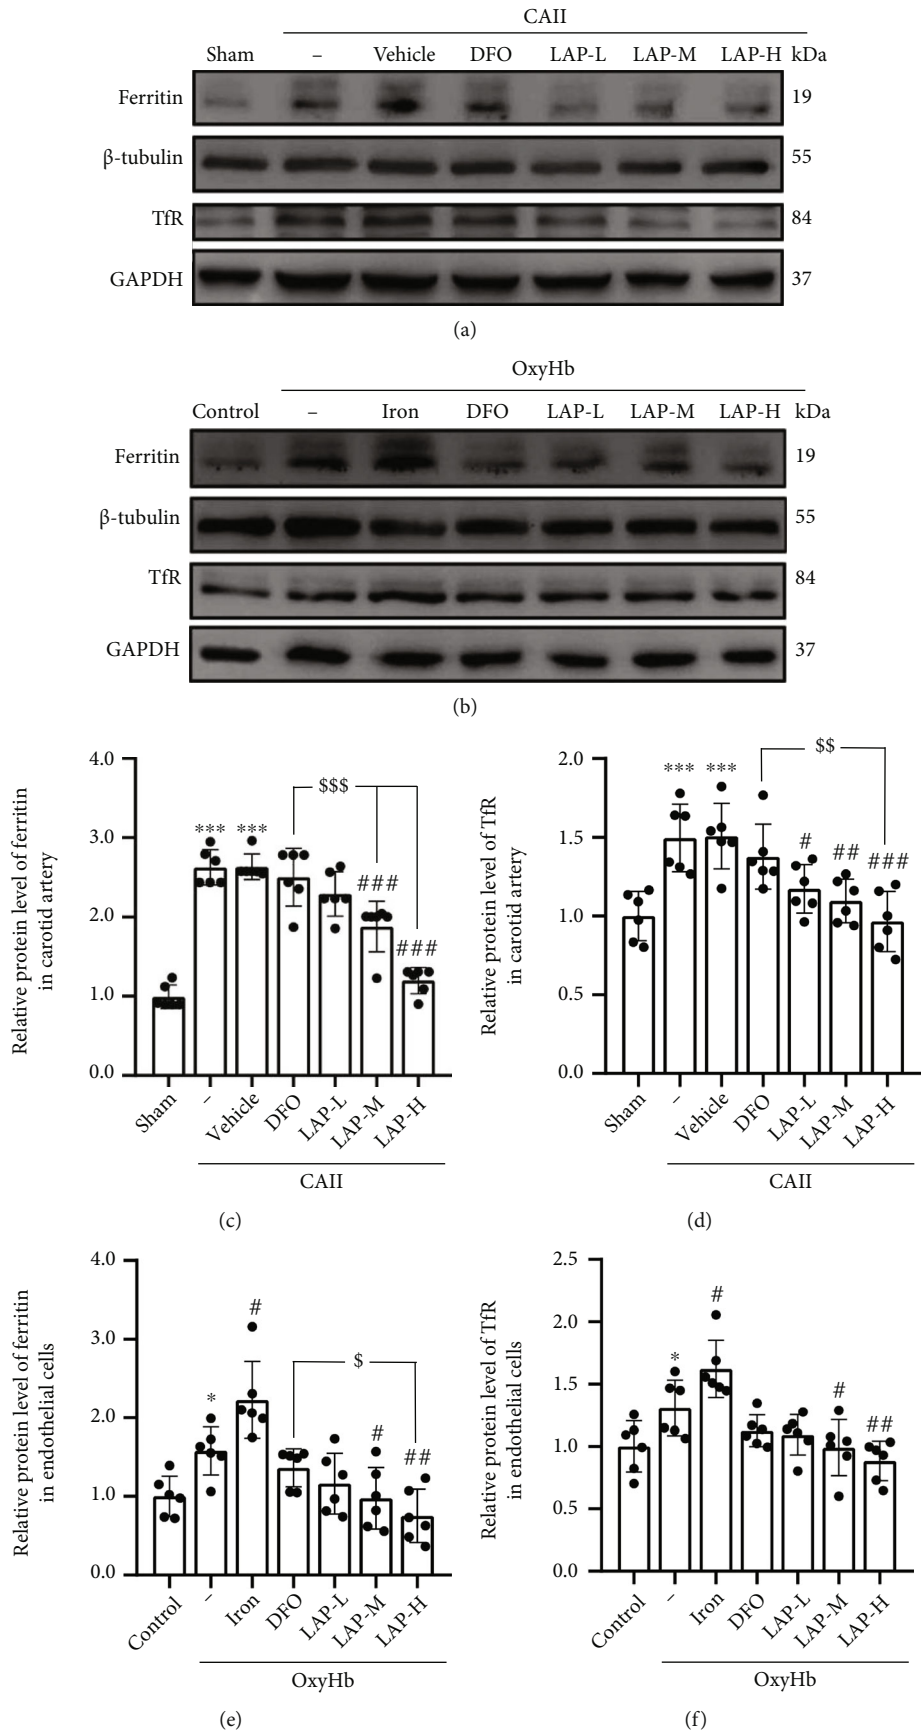 CAII
Sham – Vehicle DFO LAP-L LAP-M LAP-H kDa
Ferritin 19
β-tubulin 55
TfR 84
GAPDH 37
(a)
OxyHb
Control – Iron DFO LAP-L LAP-M LAP-H kDa
Ferritin 19
β-tubulin 55
TfR 84
GAPDH 37
(b)
Relative protein level of ferritin
in carotid artery
4.0
3.0
2.0
1.0
0.0
*** *** $$$ ### ###
Sham – Vehicle DFO LAP-L LAP-M LAP-H
CAII
(c)
Relative protein level of TfR
in carotid artery
2.0
1.5
1.0
0.5
0.0
*** *** $$ # ## ###
Sham – Vehicle DFO LAP-L LAP-M LAP-H
CAII
(d)
Relative protein level of ferritin
in endothelial cells
4.0
3.0
2.0
1.0
0.0
* # $ # ##
Control – Iron DFO LAP-L LAP-M LAP-H
OxyHb
(e)
Relative protein level of TfR
in endothelial cells
2.5
2.0
1.5
1.0
0.5
0.0
* # # ##
Control – Iron DFO LAP-L LAP-M LAP-H
OxyHb
(f)